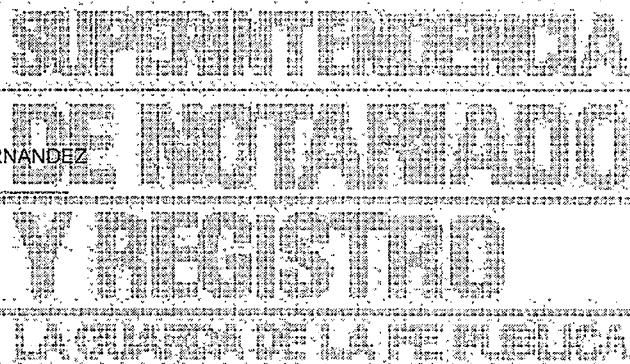 SUPERINTENDENCIA
DE NOTARIADO
RNANDEZ
Y REGISTRO
LA GUARDA DE LA FE PUBLICA